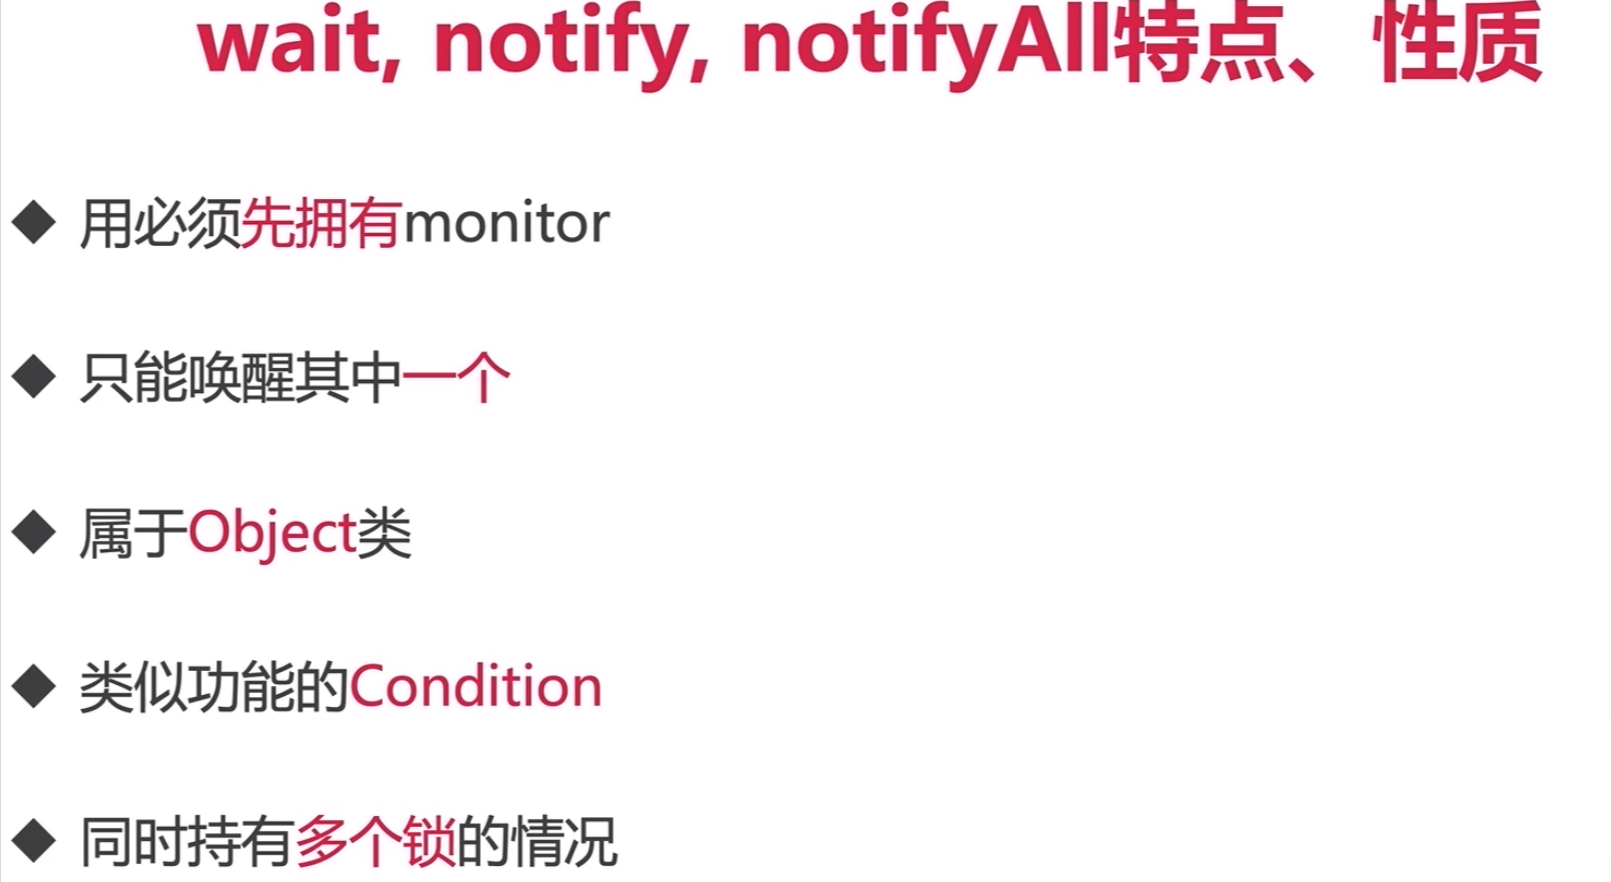 wait, notify, notifyAll特点、性质
用必须先拥有monitor
只能唤醒其中一个
属于Object类
类似功能的Condition
同时持有多个锁的情况